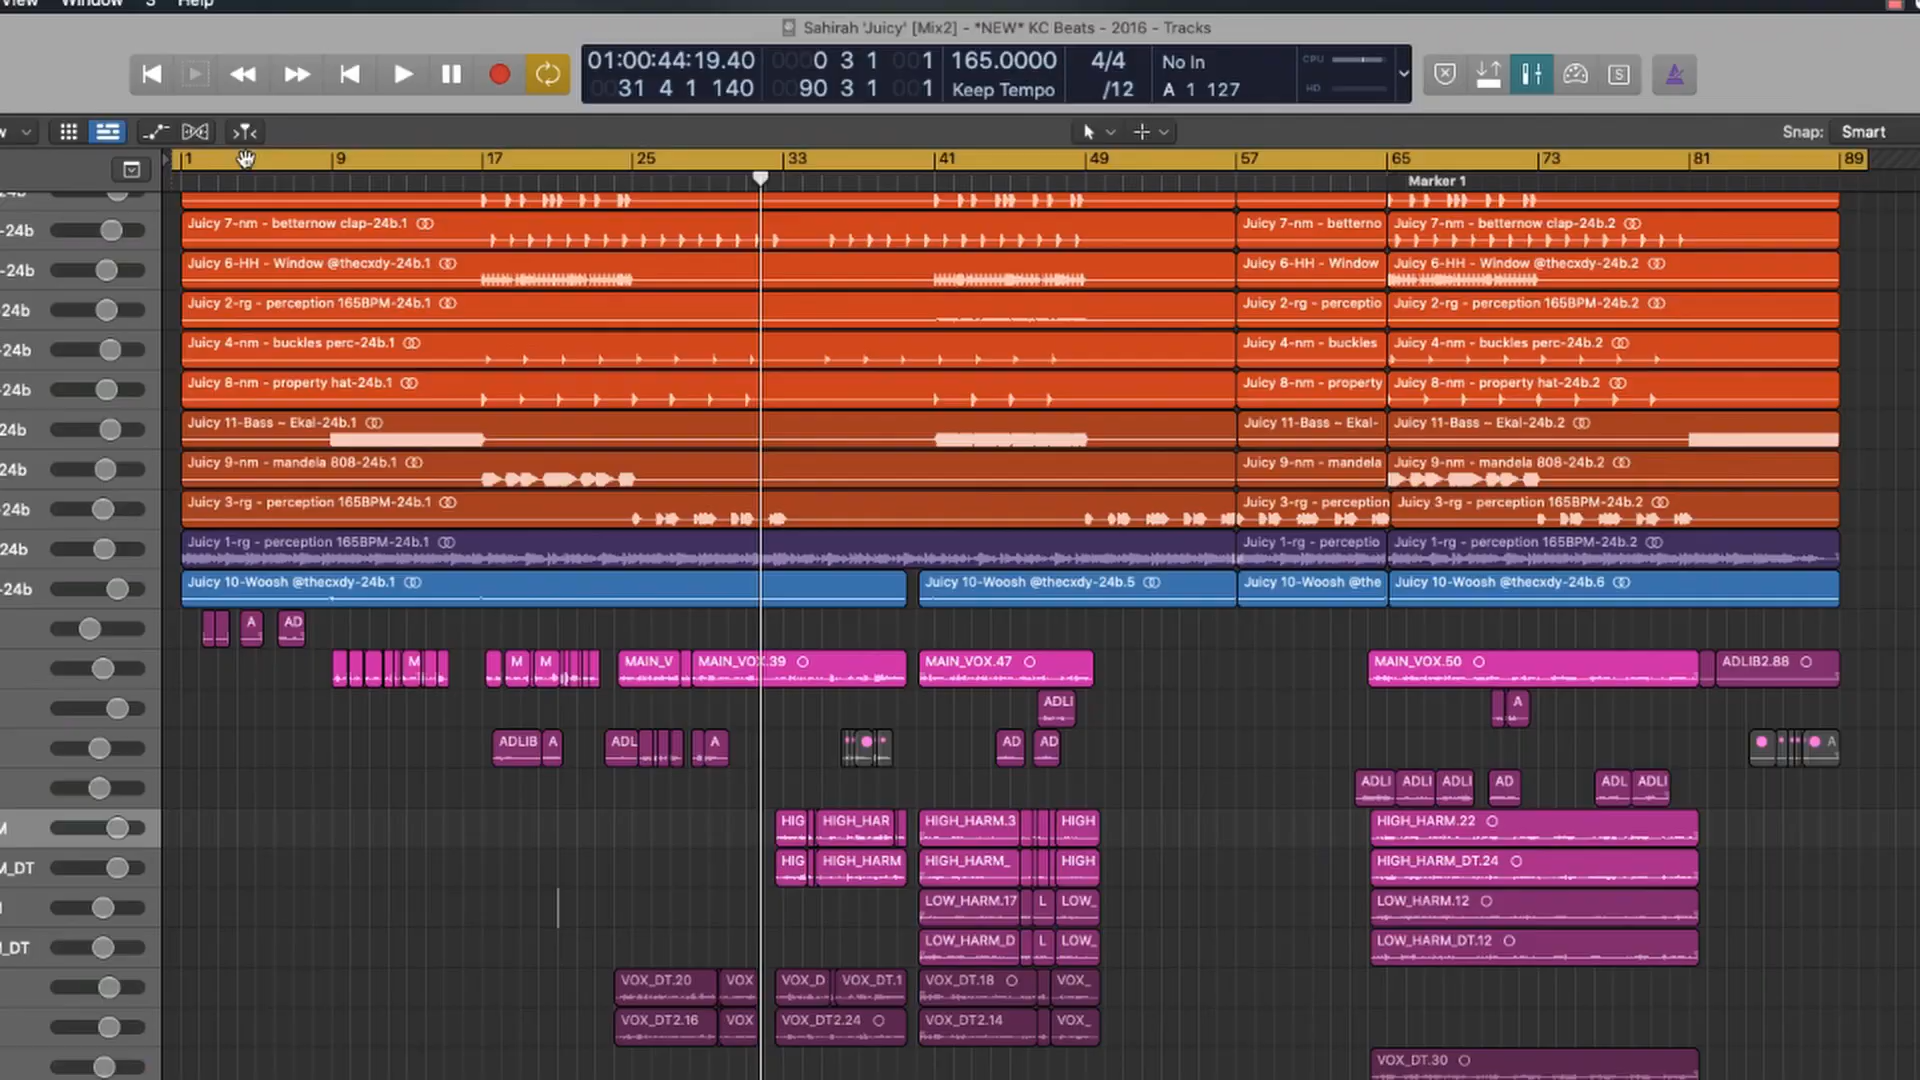 View Window 3 Help
Sahirah 'Juicy' [Mix2] - *NEW* KC Beats - 2016 - Tracks
01:00:44:19.40 0000 3 1 001 165.0000 4/4 No In CPU
0031 4 1 140 0090 3 1 001 Keep Tempo /12 A 1 127 HD
S
w Snap: Smart
1 9 17 25 33 41 49 57 65 73 81 89
Marker 1
-24b Juicy 7-nm - betternow clap-24b.1 Juicy 7-nm - betterno Juicy 7-nm - betternow clap-24b.2
-24b Juicy 6-HH - Window @thecxdy-24b.1 Juicy 6-HH - Window Juicy 6-HH - Window @thecxdy-24b.2
24b Juicy 2-rg - perception 165BPM-24b.1 Juicy 2-rg - perceptio Juicy 2-rg - perception 165BPM-24b.2
-24b Juicy 4-nm - buckles perc-24b.1 Juicy 4-nm - buckles Juicy 4-nm - buckles perc-24b.2
-24b Juicy 8-nm - property hat-24b.1 Juicy 8-nm - property Juicy 8-nm - property hat-24b.2
24b Juicy 11-Bass ~ Ekal-24b.1 Juicy 11-Bass ~ Ekal- Juicy 11-Bass ~ Ekal-24b.2
24b Juicy 9-nm - mandela 808-24b.1 Juicy 9-nm - mandela Juicy 9-nm - mandela 808-24b.2
-24b Juicy 3-rg - perception 165BPM-24b.1 Juicy 3-rg - perception Juicy 3-rg - perception 165BPM-24b.2
24b Juicy 1-rg - perception 165BPM-24b.1 Juicy 1-rg - perceptio Juicy 1-rg - perception 165BPM-24b.2
-24b Juicy 10-Woosh @thecxdy-24b.1 Juicy 10-Woosh @thecxdy-24b.5 Juicy 10-Woosh @the Juicy 10-Woosh @thecxdy-24b.6
A AD
M M M MAIN_V MAIN_VOX.39 MAIN_VOX.47 MAIN_VOX.50 ADLIB2.88
ADLI A
ADLIB A ADL A AD AD A
ADLI ADLI ADLI AD ADL ADLI
M HIG HIGH_HAR HIGH_HARM.3 HIGH HIGH_HARM.22
M_DT HIG HIGH_HARM HIGH_HARM_ HIGH HIGH_HARM_DT.24
LOW_HARM.17 L LOW_ LOW_HARM.12
_DT LOW_HARM_D L LOW_ LOW_HARM_DT.12
VOX_DT.20 VOX VOX_D VOX_DT.1 VOX_DT.18 VOX_
VOX_DT2.16 VOX VOX_DT2.24 VOX_DT2.14 VOX_
VOX_DT.30